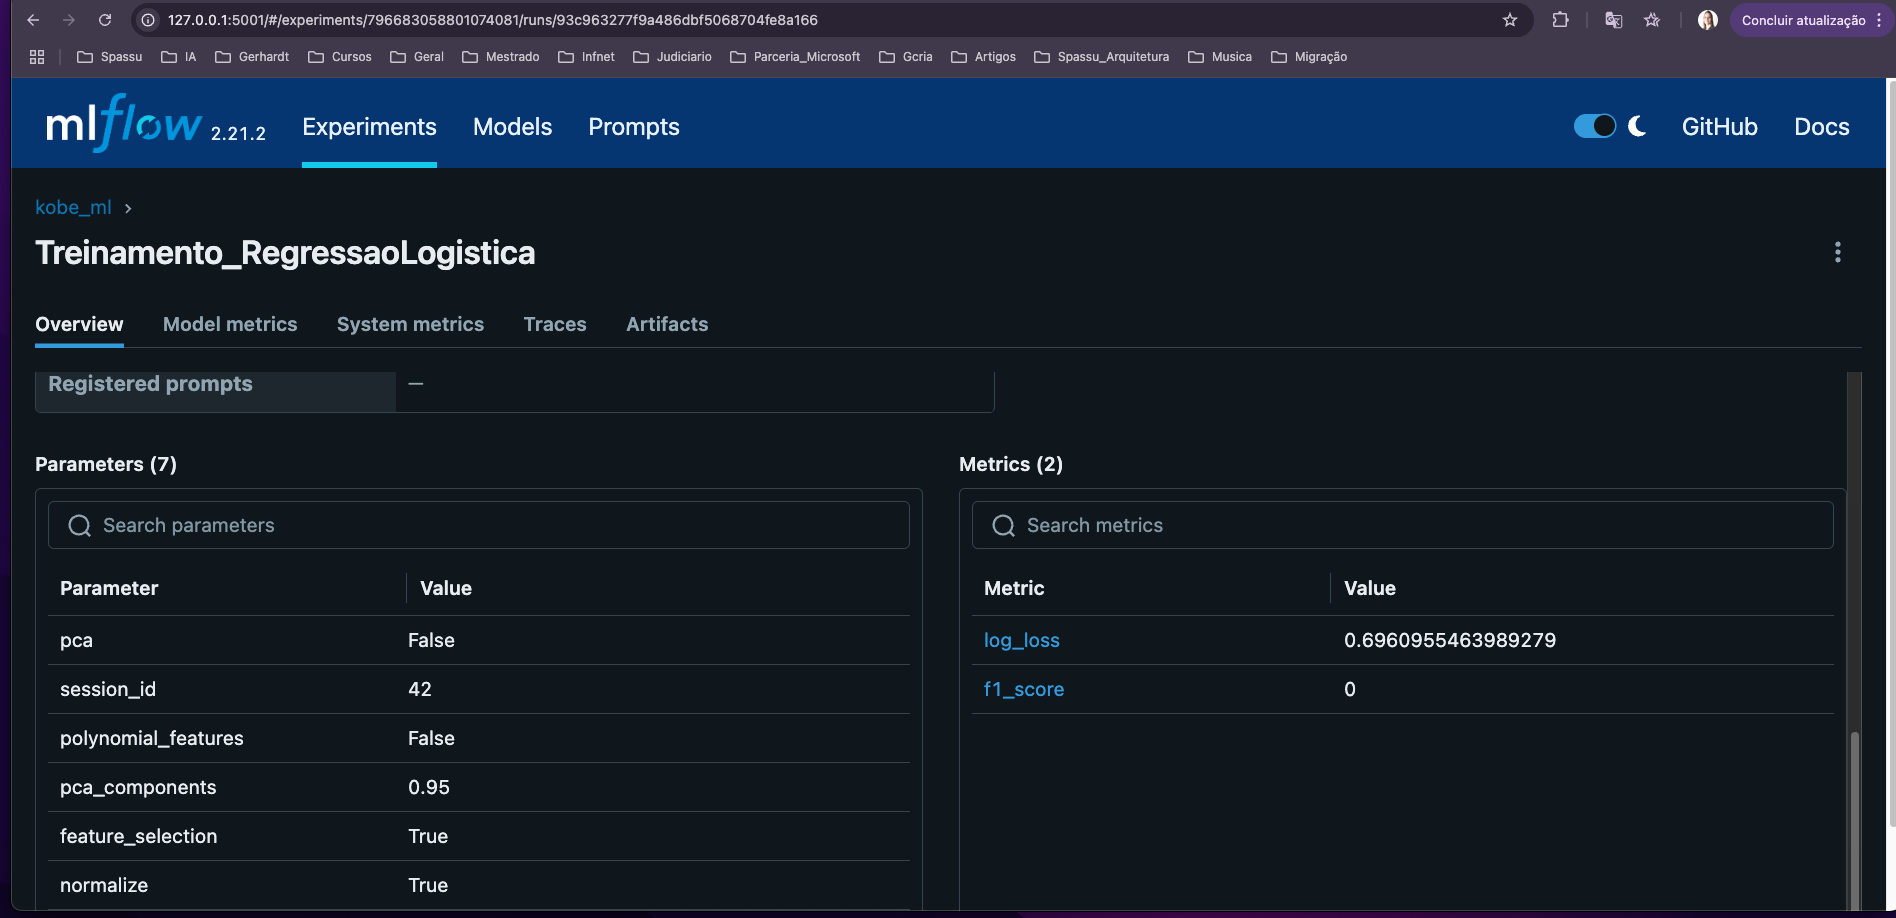 127.0.0.1:5001/#/experiments/796683058801074081/runs/93c963277f9a486dbf5068704fe8a166
Concluir atualização
Spassu IA Gerhardt Cursos Geral Mestrado Infnet Judiciario Parceria_Microsoft Gcria Artigos Spassu_Arquitetura Musica Migração
mlflow 2.21.2 Experiments Models Prompts GitHub Docs
kobe_ml
Treinamento_RegressaoLogistica
Overview Model metrics System metrics Traces Artifacts
Registered prompts —
Parameters (7)
Search parameters
Parameter Value
pca False
session_id 42
polynomial_features False
pca_components 0.95
feature_selection True
normalize True
Metrics (2)
Search metrics
Metric Value
log_loss 0.6960955463989279
f1_score 0